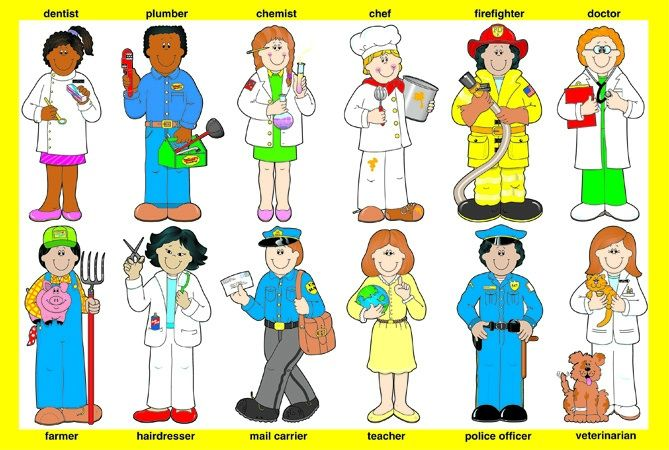 dentist
plumber
chemist
chef
firefighter
doctor
farmer
hairdresser
mail carrier
teacher
police officer
veterinarian